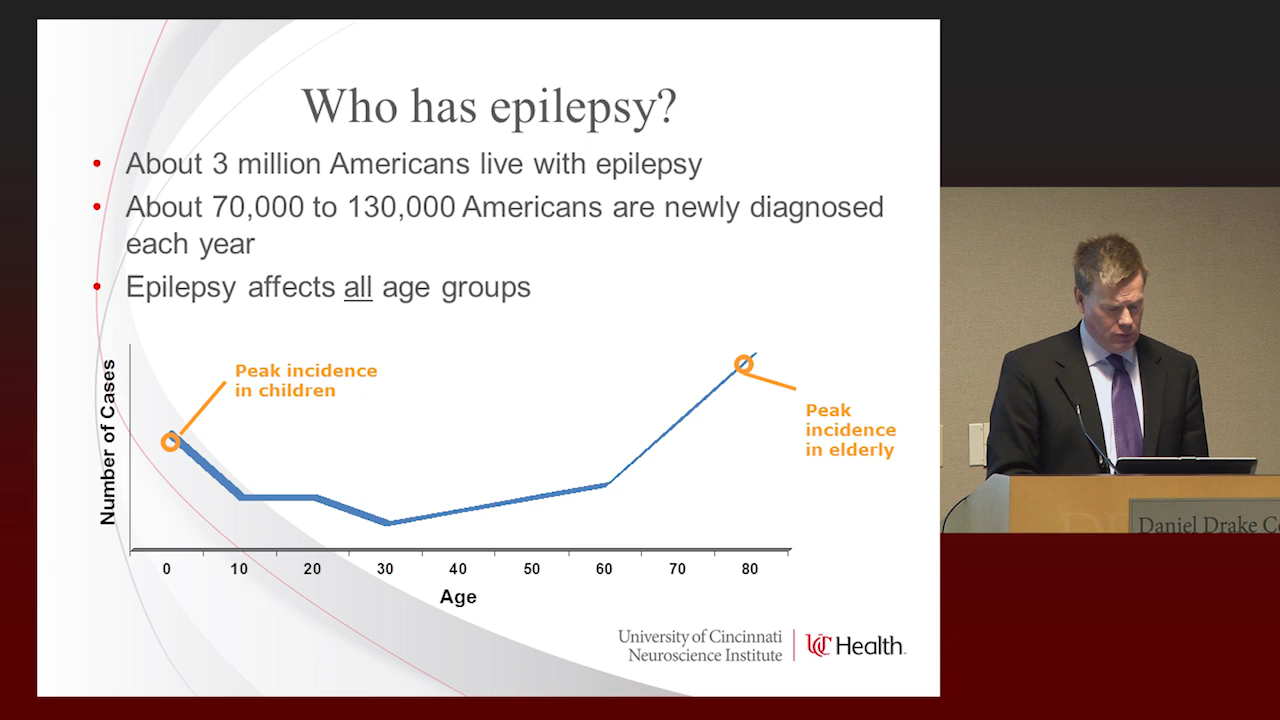 Who has epilepsy?
• About 3 million Americans live with epilepsy
• About 70,000 to 130,000 Americans are newly diagnosed
each year
• Epilepsy affects all age groups
Peak incidence
in children
Peak
incidence
in elderly
Number of Cases
0 10 20 30 40 50 60 70 80
Age
University of Cincinnati
Neuroscience Institute
UC Health.
Daniel Drake